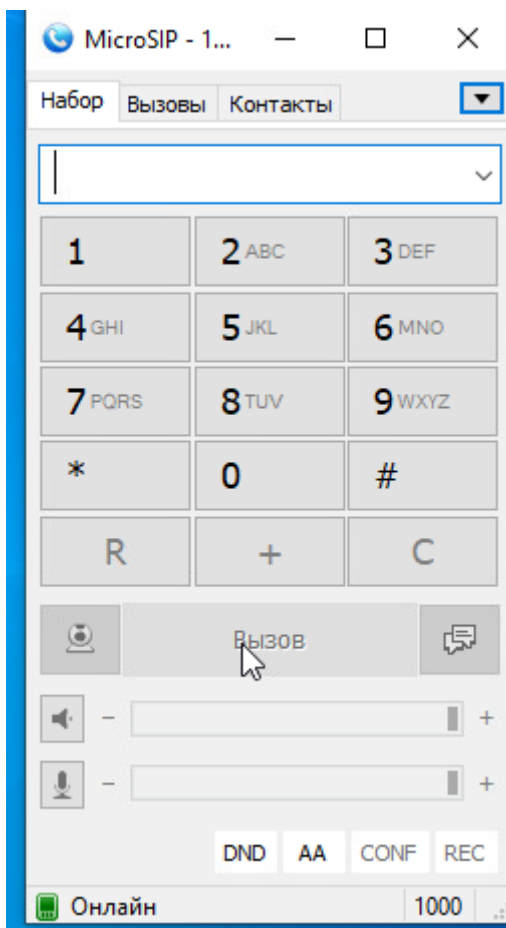 MicroSIP - 1...
Набор Вызовы Контакты
1 2 ABC 3 DEF
4 GHI 5 JKL 6 MNO
7 PQRS 8 TUV 9 WXYZ
* 0 #
R + C
Вызов
- +
- +
DND AA CONF REC
Онлайн 1000